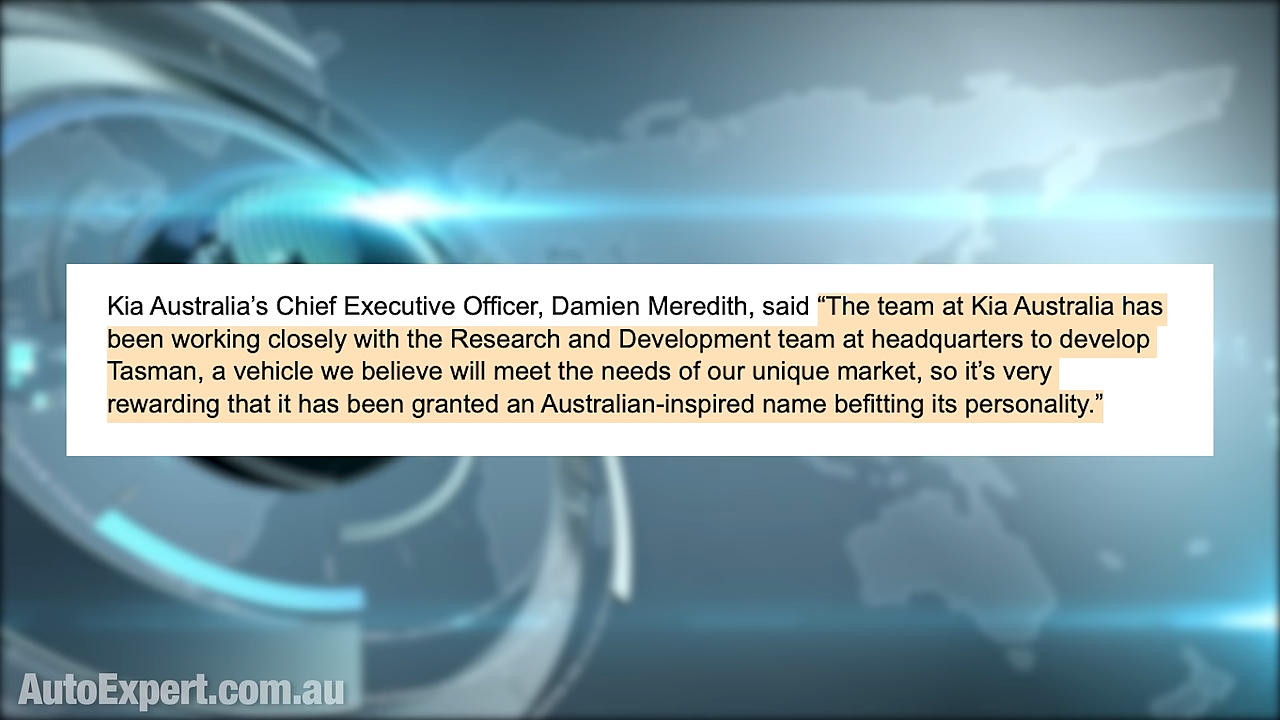 Kia Australia’s Chief Executive Officer, Damien Meredith, said “The team at Kia Australia has
been working closely with the Research and Development team at headquarters to develop
Tasman, a vehicle we believe will meet the needs of our unique market, so it’s very
rewarding that it has been granted an Australian-inspired name befitting its personality.”
AutoExpert.com.au